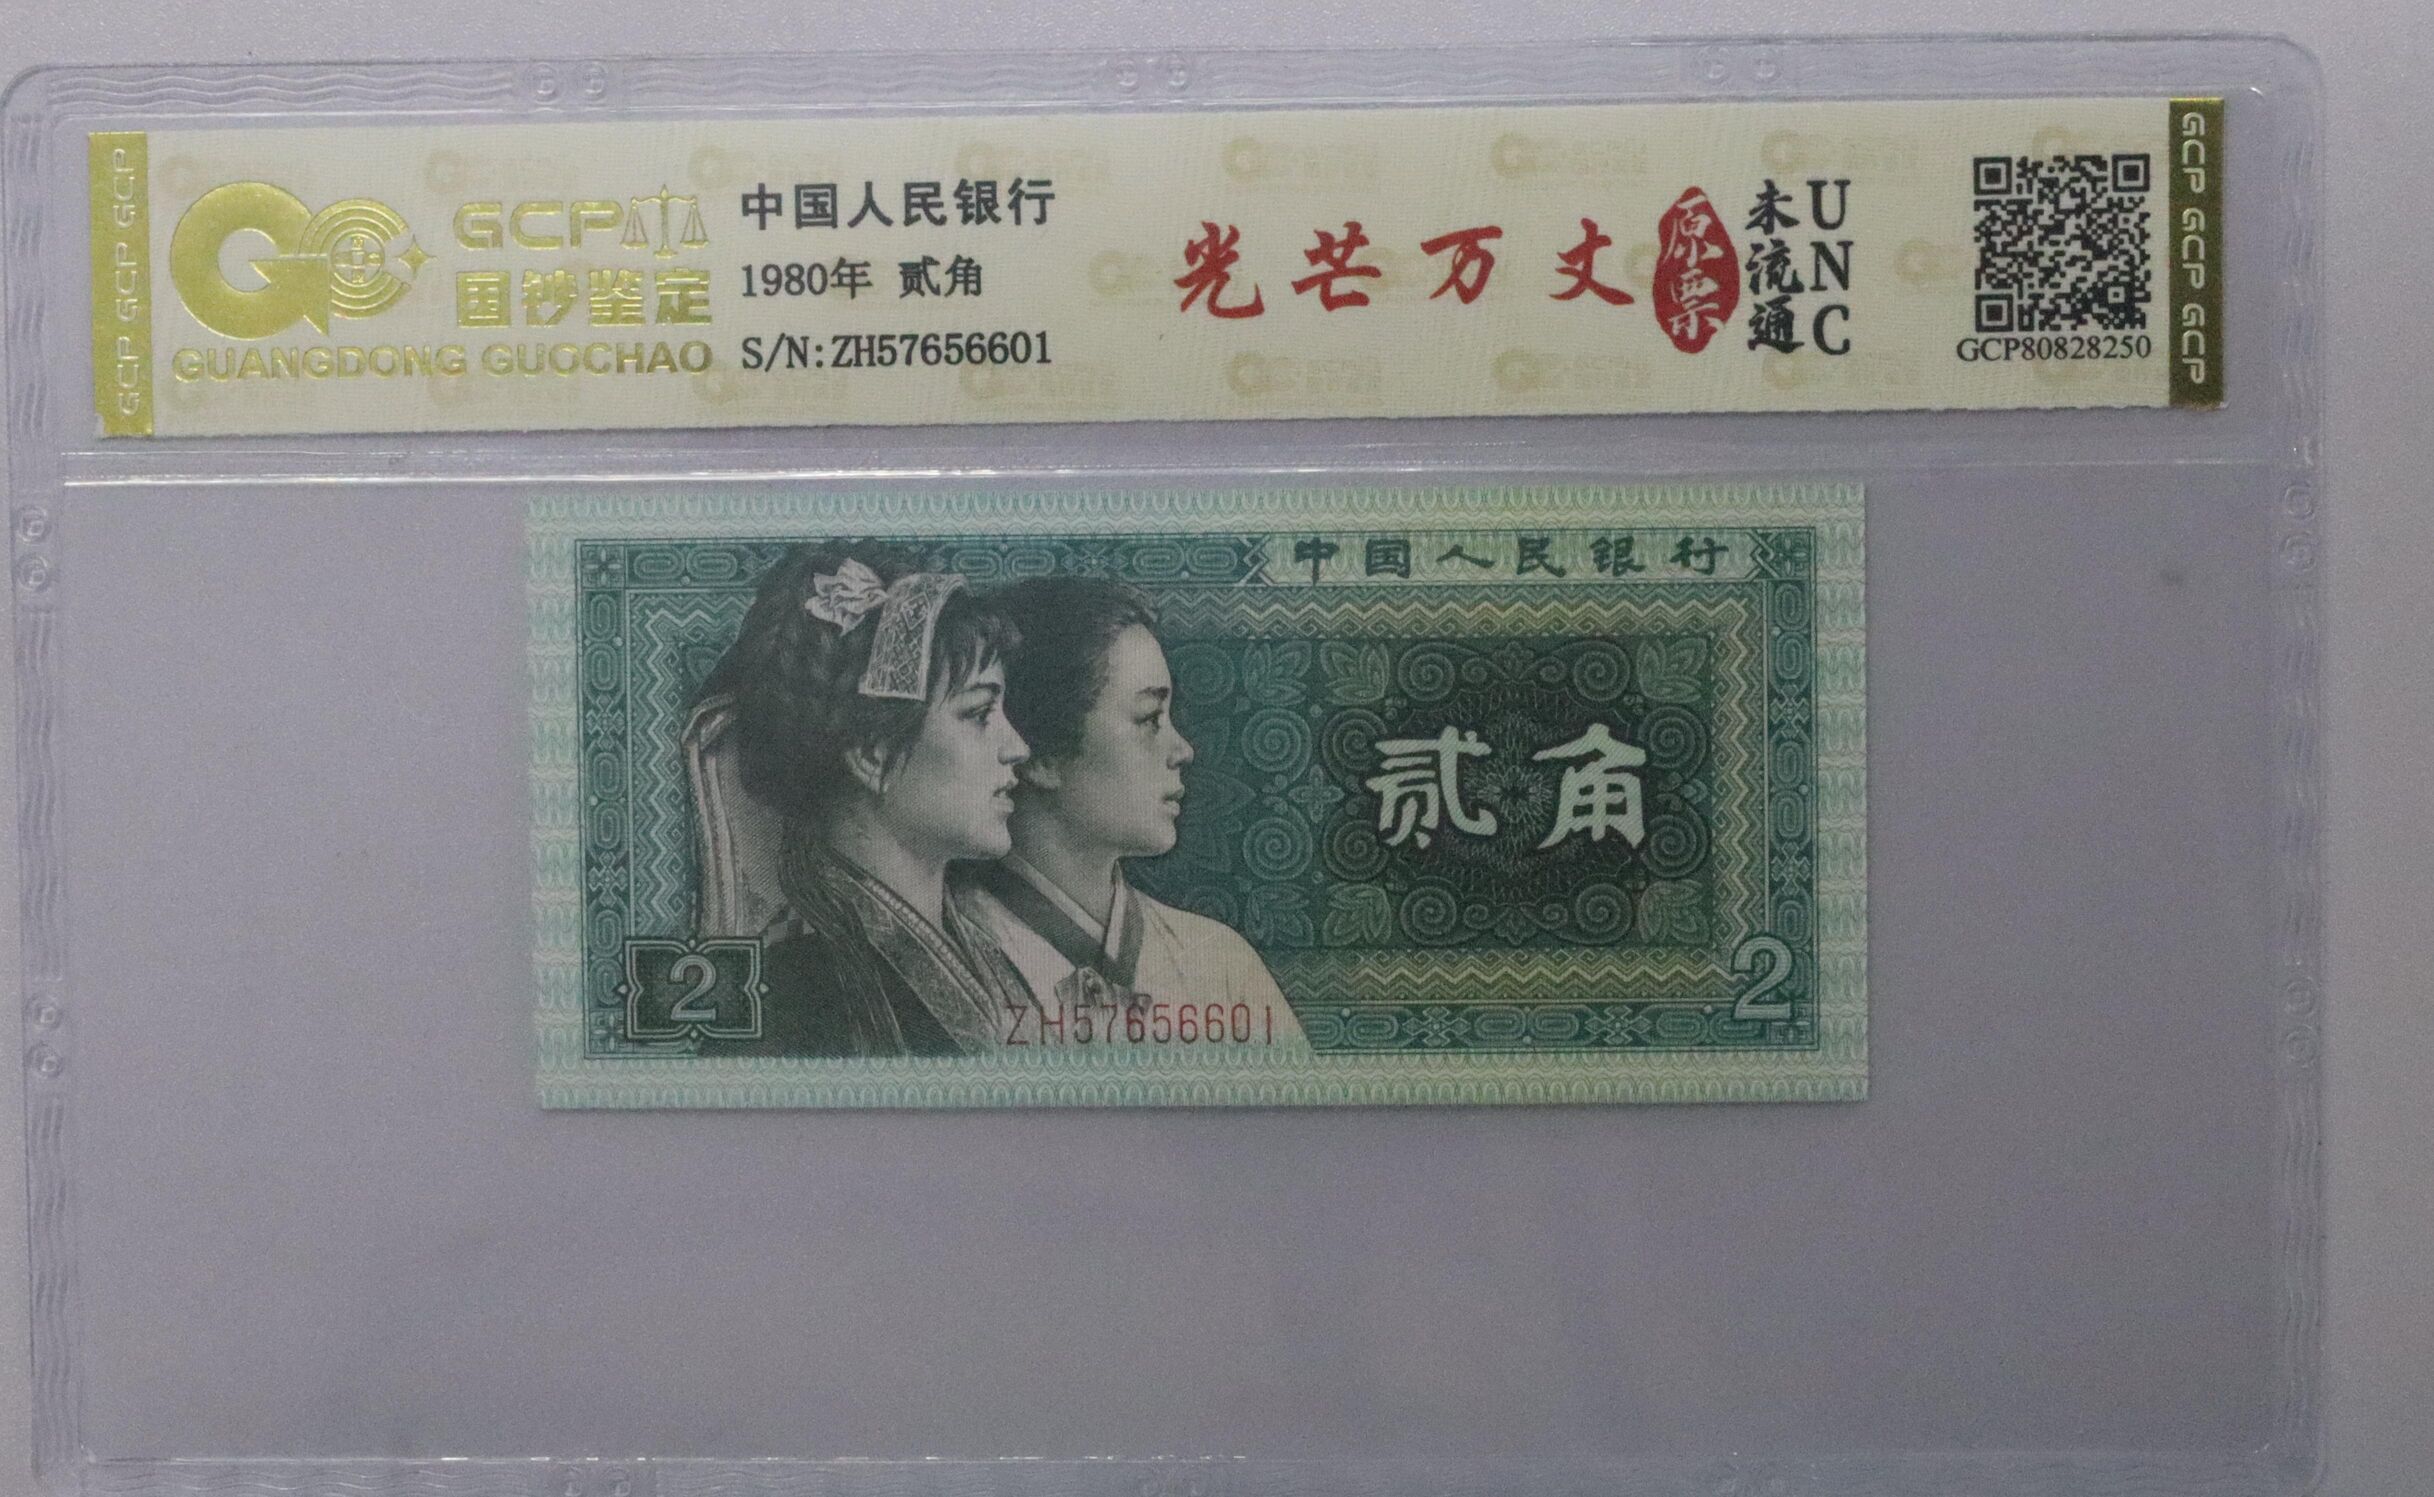 GCP GCP GCP
GCP
国钞鉴定
GUANGDONG GUOCHAO
中国人民银行
1980年 贰角
S/N:ZH57656601
光芒万丈
原票
未流通
UNC
GCP80828250
GCP GCP GCP
中国人民银行
贰角
2
2
ZH57656601